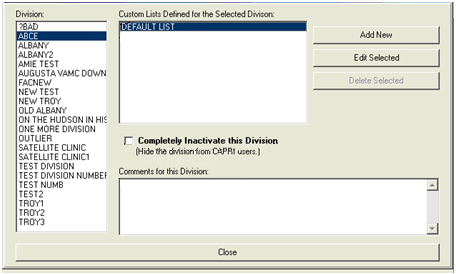 Division:
?BAD
ABCE
ALBANY
ALBANY2
AMIE TEST
AUGUSTA VAMC DOWN
FACNEW
NEW TEST
NEW TROY
OLD ALBANY
ON THE HUDSON IN HIS
ONE MORE DIVISION
OUTLIER
SATELLITE CLINIC
SATELLITE CLINIC1
TEST DIVISION
TEST DIVISION NUMBER
TEST NUMB
TEST2
TROY1
TROY2
TROY3
Custom Lists Defined for the Selected Divison:
DEFAULT LIST
Add New
Edit Selected
Delete Selected
Completely Inactivate this Division
(Hide the division from CAPRI users.)
Comments for this Division:
Close